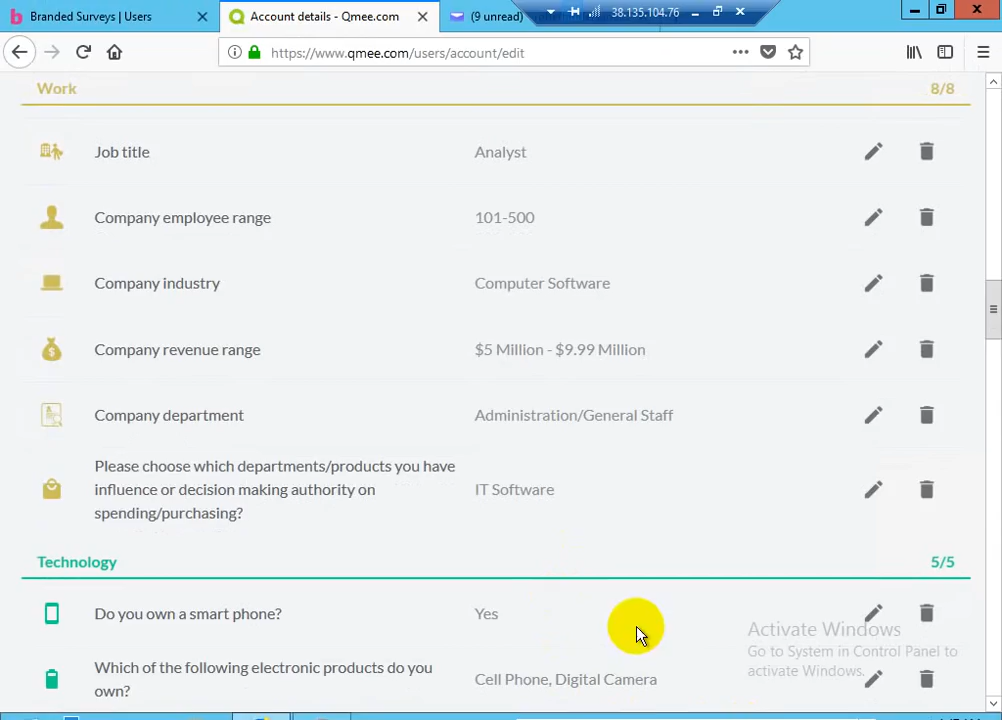 Branded Surveys | Users
Account details - Qmee.com
(9 unread)
38.135.104.76
https://www.qmee.com/users/account/edit
Work 8/8
Job title Analyst
Company employee range 101-500
Company industry Computer Software
Company revenue range $5 Million - $9.99 Million
Company department Administration/General Staff
Please choose which departments/products you have
influence or decision making authority on IT Software
spending/purchasing?
Technology 5/5
Do you own a smart phone? Yes
Activate Windows
Go to System in Control Panel to
activate Windows.
Which of the following electronic products do you
own? Cell Phone, Digital Camera